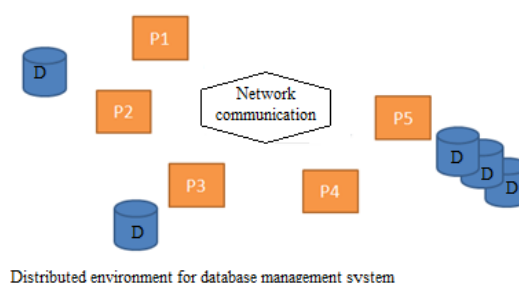 P1
D
Network
communication
P2
P5
D
D
D
P3
P4
D
Distributed environment for database management system